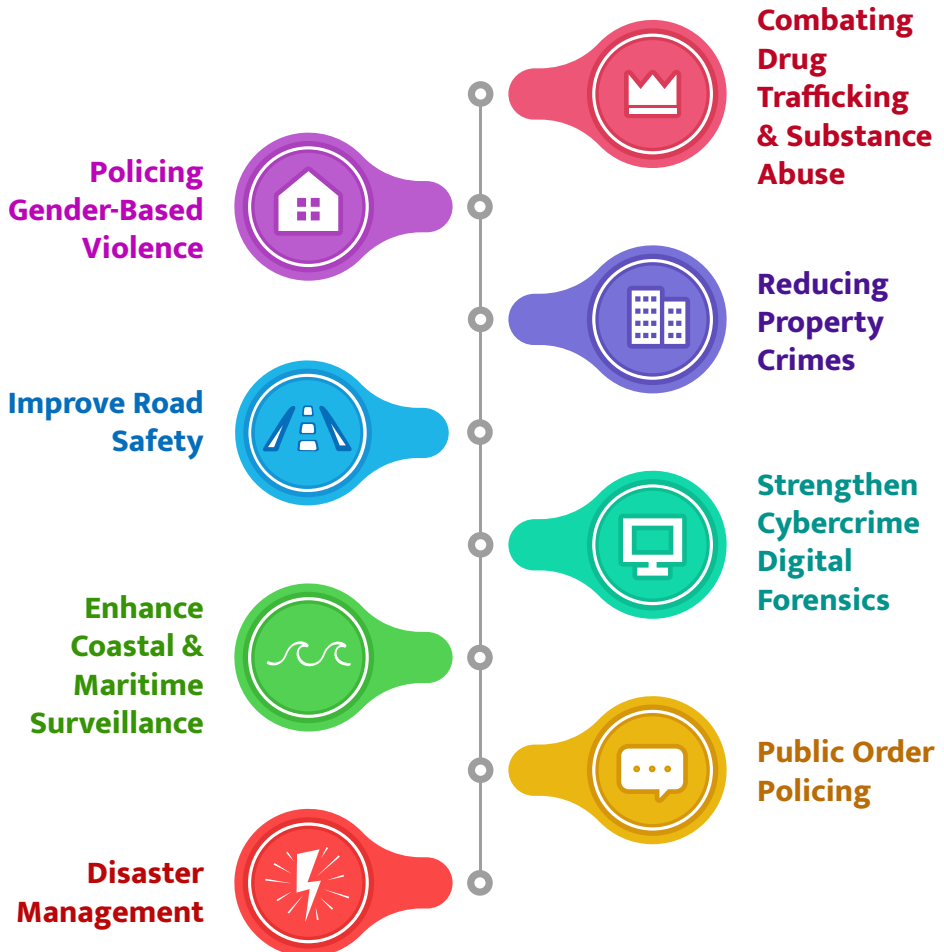 Combating
Drug
Trafficking
& Substance
Abuse
Policing
Gender-Based
Violence
Reducing
Property
Crimes
Improve Road
Safety
Strengthen
Cybercrime
Digital
Forensics
Enhance
Coastal &
Maritime
Surveillance
Public Order
Policing
Disaster
Management